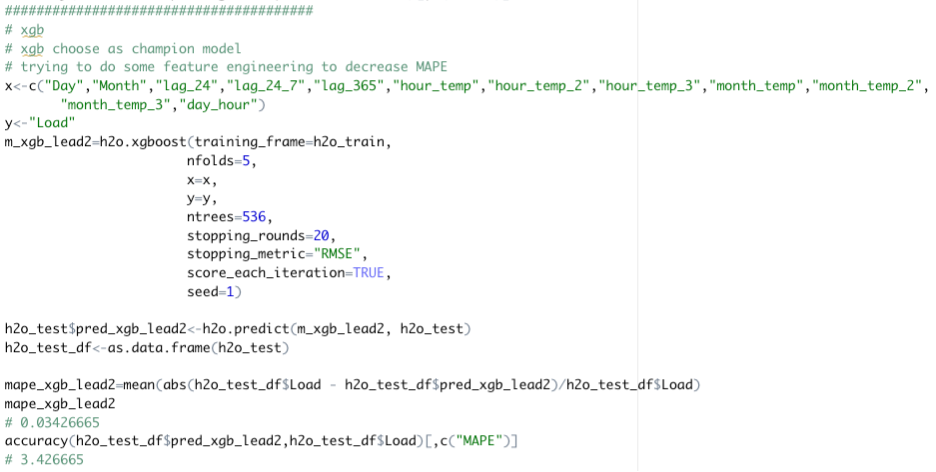 #######################################
# xgb
# xgb choose as champion model
# trying to do some feature engineering to decrease MAPE
x<-c("Day","Month","lag_24","lag_24_7","lag_365","hour_temp","hour_temp_2","hour_temp_3","month_temp","month_temp_2",
"month_temp_3","day_hour")
y<-"Load"
m_xgb_lead2=h2o.xgboost(training_frame=h2o_train,
nfolds=5,
x=x,
y=y,
ntrees=536,
stopping_rounds=20,
stopping_metric="RMSE",
score_each_iteration=TRUE,
seed=1)
h2o_test$pred_xgb_lead2<-h2o.predict(m_xgb_lead2, h2o_test)
h2o_test_df<-as.data.frame(h2o_test)
mape_xgb_lead2=mean(abs(h2o_test_df$Load - h2o_test_df$pred_xgb_lead2)/h2o_test_df$Load)
mape_xgb_lead2
# 0.03426665
accuracy(h2o_test_df$pred_xgb_lead2,h2o_test_df$Load)[,c("MAPE")]
# 3.426665